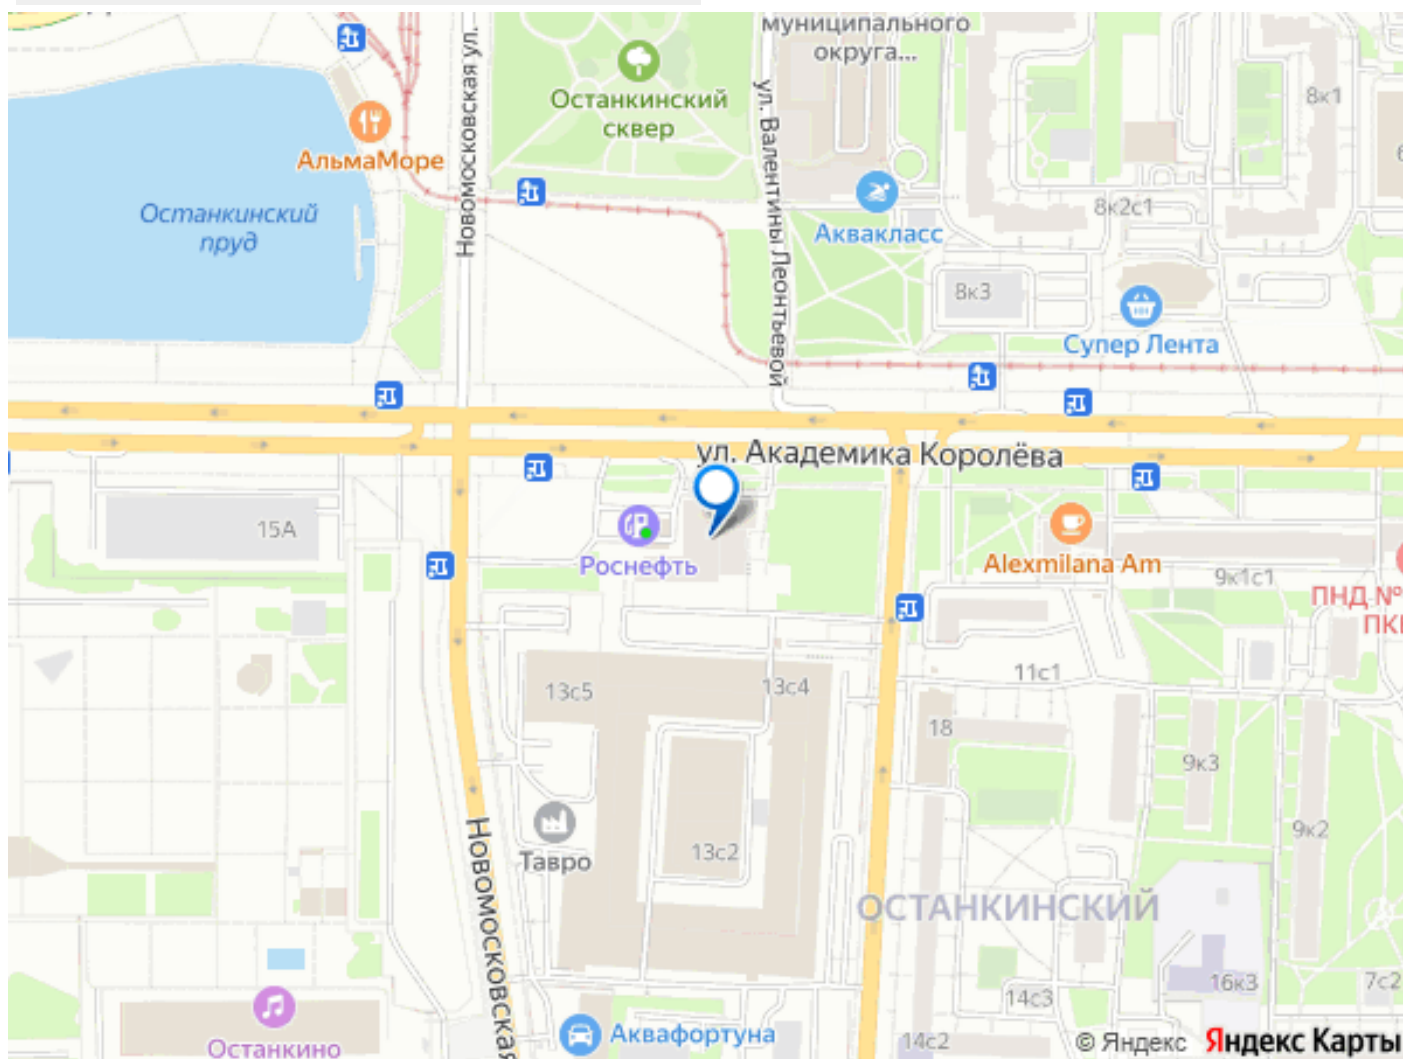 муниципального
округа...
Новомосковская ул.
Останкинский
сквер
ул. Валентины Леонтьевой
8к1
АльмаМоре
Останкинский
пруд
Аквакласс
8к2с1
8к3
Супер Лента
ул. Академика Королёва
15А
Роснефть
Alexmilana Am
9к1с1
ПНД №
11с1
13с5
13с4
18
9к3
9к2
Тавро
13с2
Новомосковская
ОСТАНКИНСКИЙ
16к3
7с2
14с3
Останкино
Аквафортуна
14с2
© Яндекс Яндекс Карты